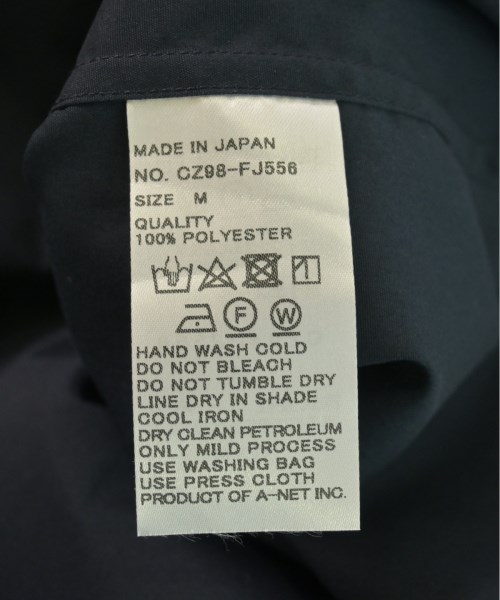 MADE IN JAPAN
NO. CZ98-FJ556
SIZE M
QUALITY
100% POLYESTER
F W
HAND WASH COLD
DO NOT BLEACH
DO NOT TUMBLE DRY
LINE DRY IN SHADE
COOL IRON
DRY CLEAN PETROLEUM
ONLY MILD PROCESS
USE WASHING BAG
USE PRESS CLOTH
PRODUCT OF A-NET INC.